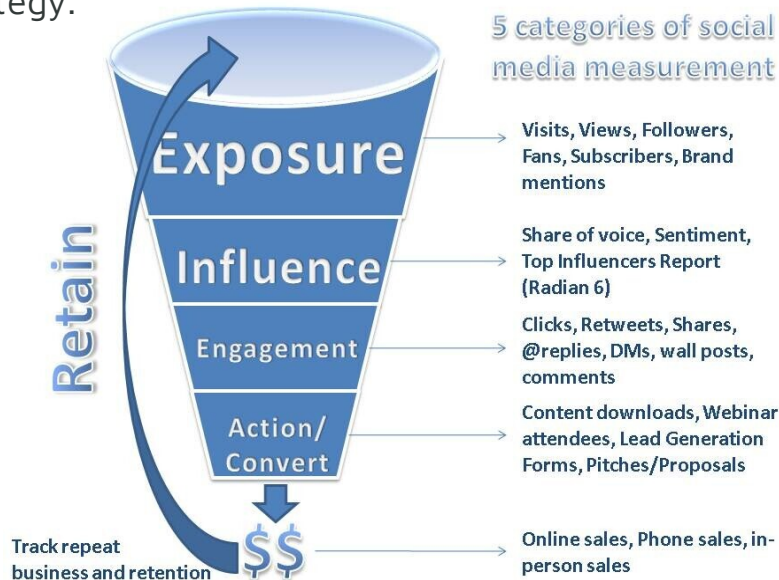 tegy.
5 categories of social
media measurement
Exposure
Visits, Views, Followers,
Fans, Subscribers, Brand
mentions
Influence
Share of voice, Sentiment,
Top Influencers Report
(Radian 6)
Engagement
Clicks, Retweets, Shares,
@replies, DMs, wall posts,
comments
Action/
Convert
Content downloads, Webinar
attendees, Lead Generation
Forms, Pitches/Proposals
Retain
$$
Online sales, Phone sales, in-
person sales
Track repeat
business and retention